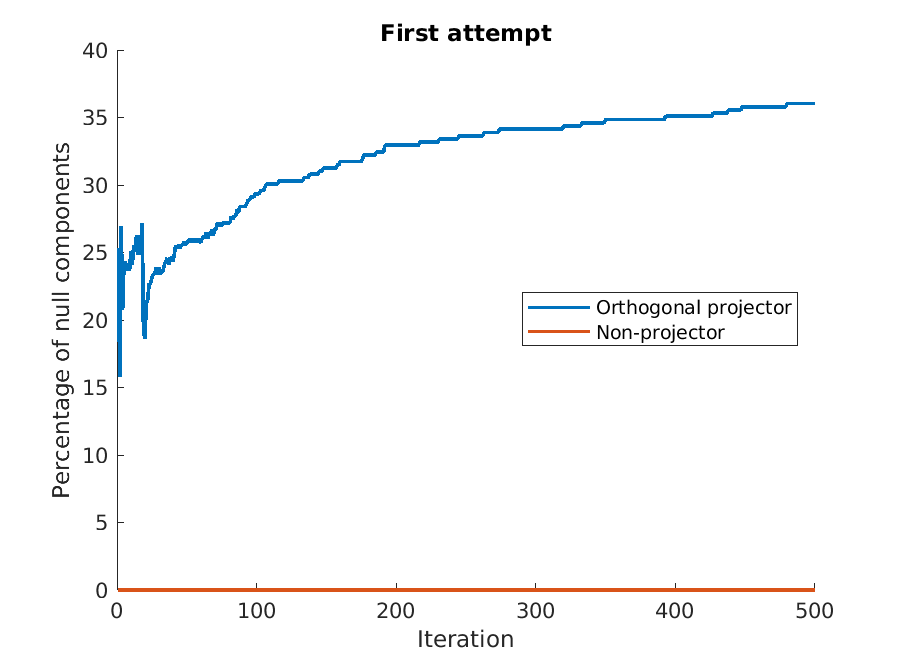 First attempt
Percentage of null components
40
35
30
25
20
15
10
5
0
Orthogonal projector
Non-projector
0 100 200 300 400 500
Iteration